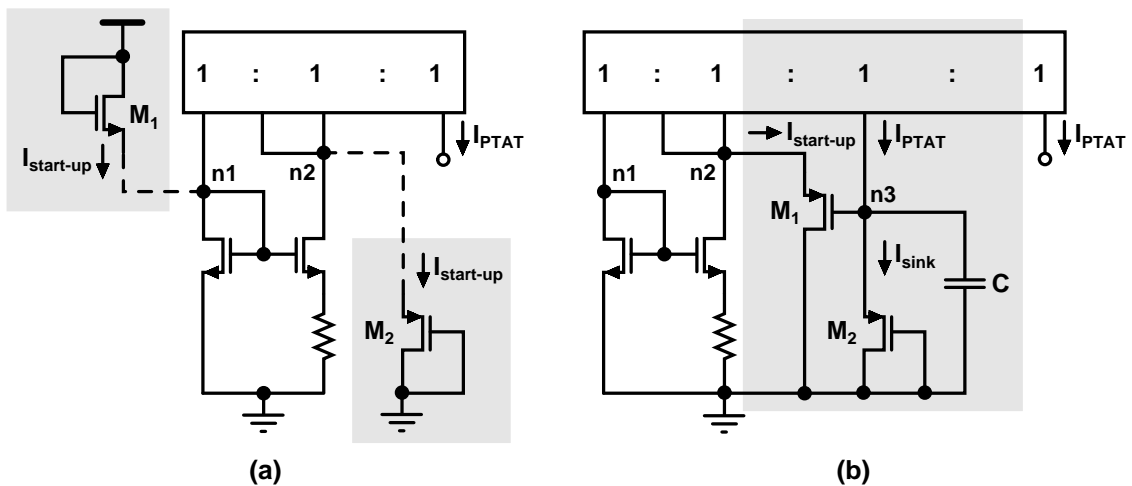 1 : 1 : 1
M1
Istart-up
IPTAT
n1
n2
Istart-up
M2
(a)
1 : 1 : 1 : 1
Istart-up
IPTAT
IPTAT
n1
n2
n3
M1
Isink
C
M2
(b)